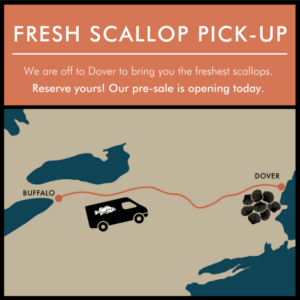 FRESH SCALLOP PICK-UP
We are off to Dover to bring you the freshest scallops.
Reserve yours! Our pre-sale is opening today.
DOVER
BUFFALO